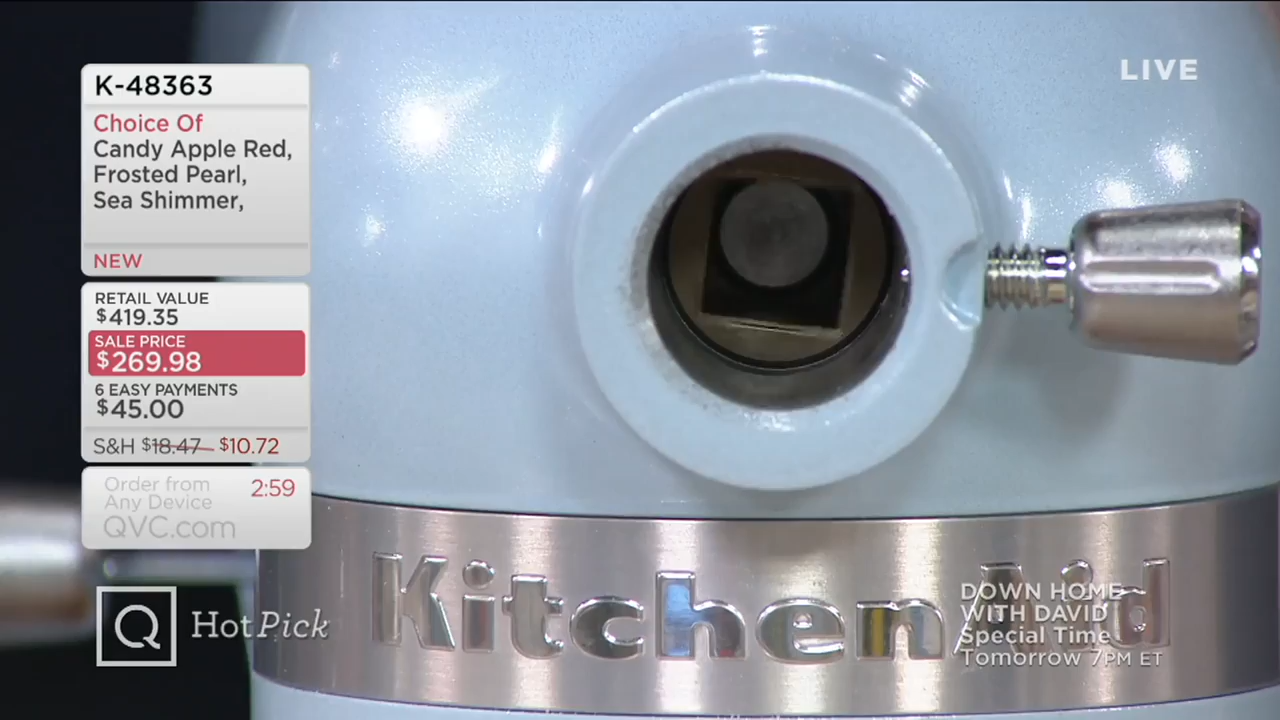 K-48363
Choice Of
Candy Apple Red,
Frosted Pearl,
Sea Shimmer,
NEW
RETAIL VALUE
$419.35
SALE PRICE
$269.98
6 EASY PAYMENTS
$45.00
S&H $18.47 $10.72
Order from
Any Device
2:59
QVC.com
Q HotPick
LIVE
KitchenAid
DOWN HOME
WITH DAVID
Special Time
Tomorrow 7PM ET